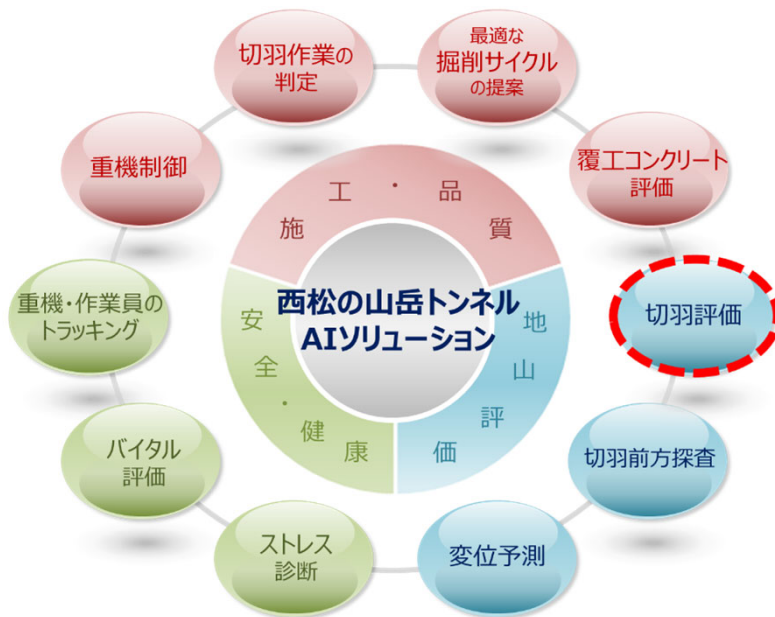 切羽作業の
判定
最適な
掘削サイクル
の提案
重機制御
覆工コンクリート
評価
施工・品質
重機・作業員の
トラッキング
西松の山岳トンネル
AIソリューション
切羽評価
安全・健康
地山評価
バイタル
評価
切羽前方探査
ストレス
診断
変位予測